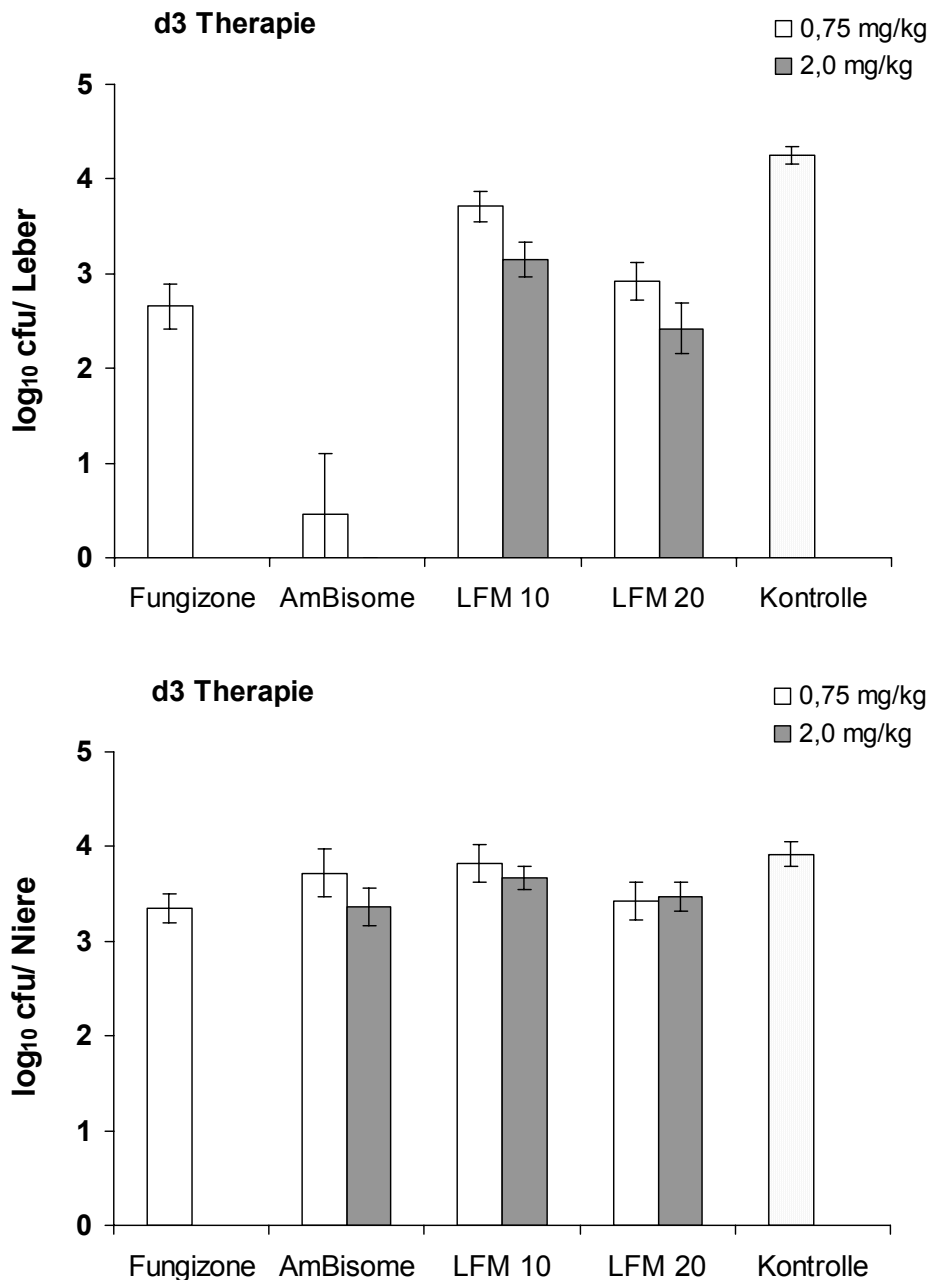 d3 Therapie
0,75 mg/kg
2,0 mg/kg
log10 cfu/ Leber
5
4
3
2
1
0
Fungizone AmBisome LFM 10 LFM 20 Kontrolle
d3 Therapie
0,75 mg/kg
2,0 mg/kg
log10 cfu/ Niere
5
4
3
2
1
0
Fungizone AmBisome LFM 10 LFM 20 Kontrolle